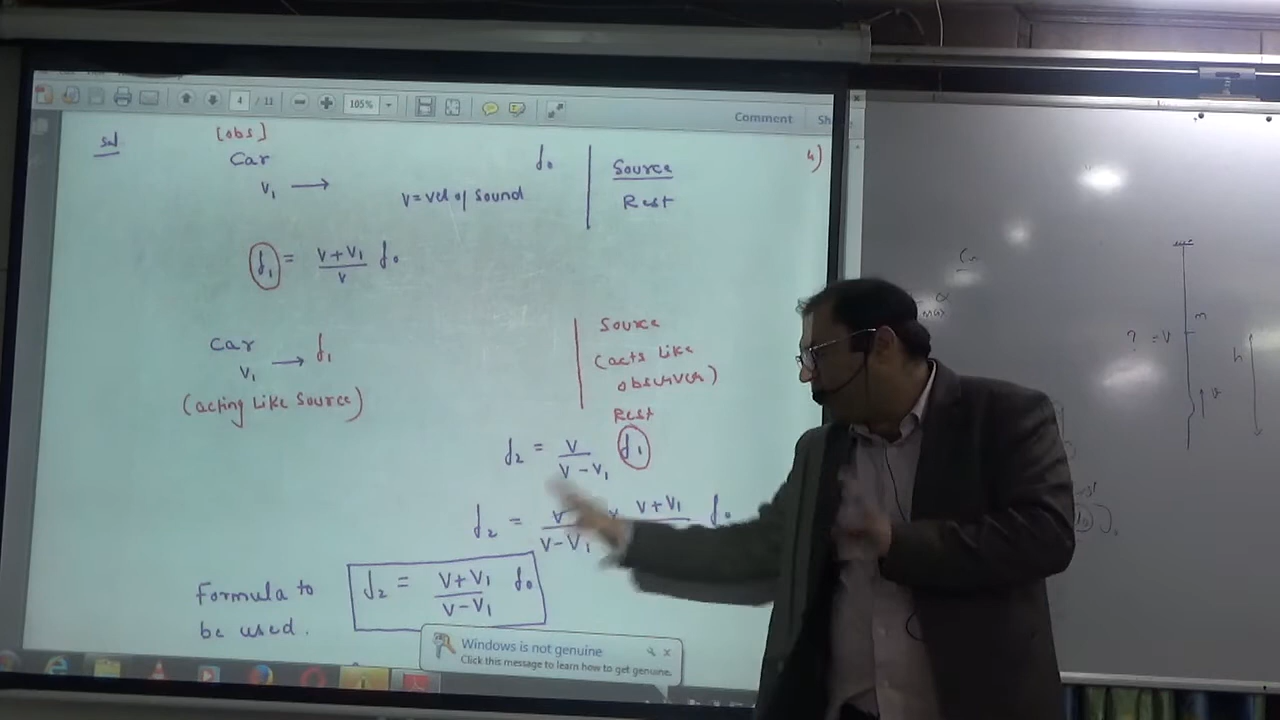 4 / 11 105% Comment Sh
Sol [obs] 4)
Car f₀ Source
V₁ → V = vel of sound Rest
f₁ = V+V₁ / V f₀
Source
Car → f₁ (acts like
V₁ observer)
(acting like source) Rest
f₂ = V / V-V₁ f₁
f₂ = V / V-V₁ × V+V₁ f₀
Formula to f₂ = V+V₁ / V-V₁ f₀
be used.
Windows is not genuine
Click this message to learn how to get genuine.
? = V
m
h
v